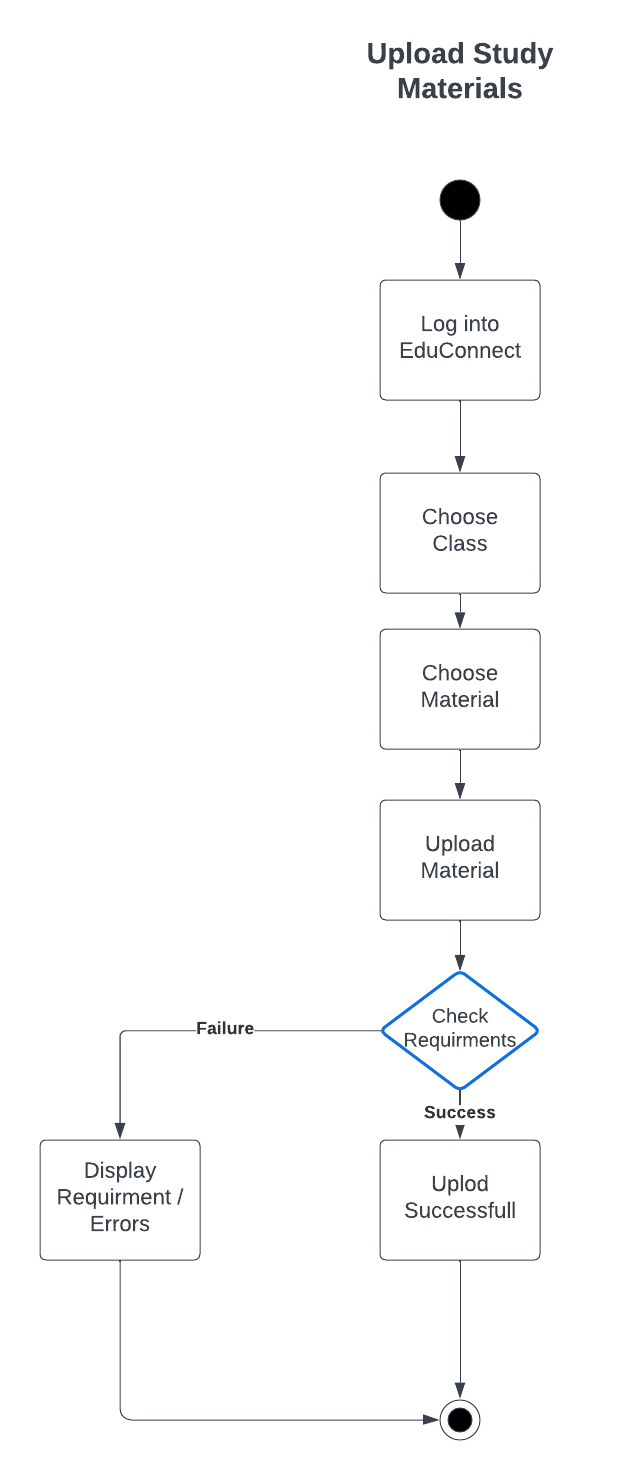 Upload Study
Materials
Log into
EduConnect
Choose
Class
Choose
Material
Upload
Material
Check
Requirments
Failure
Success
Display
Requirment /
Errors
Uplod
Successfull